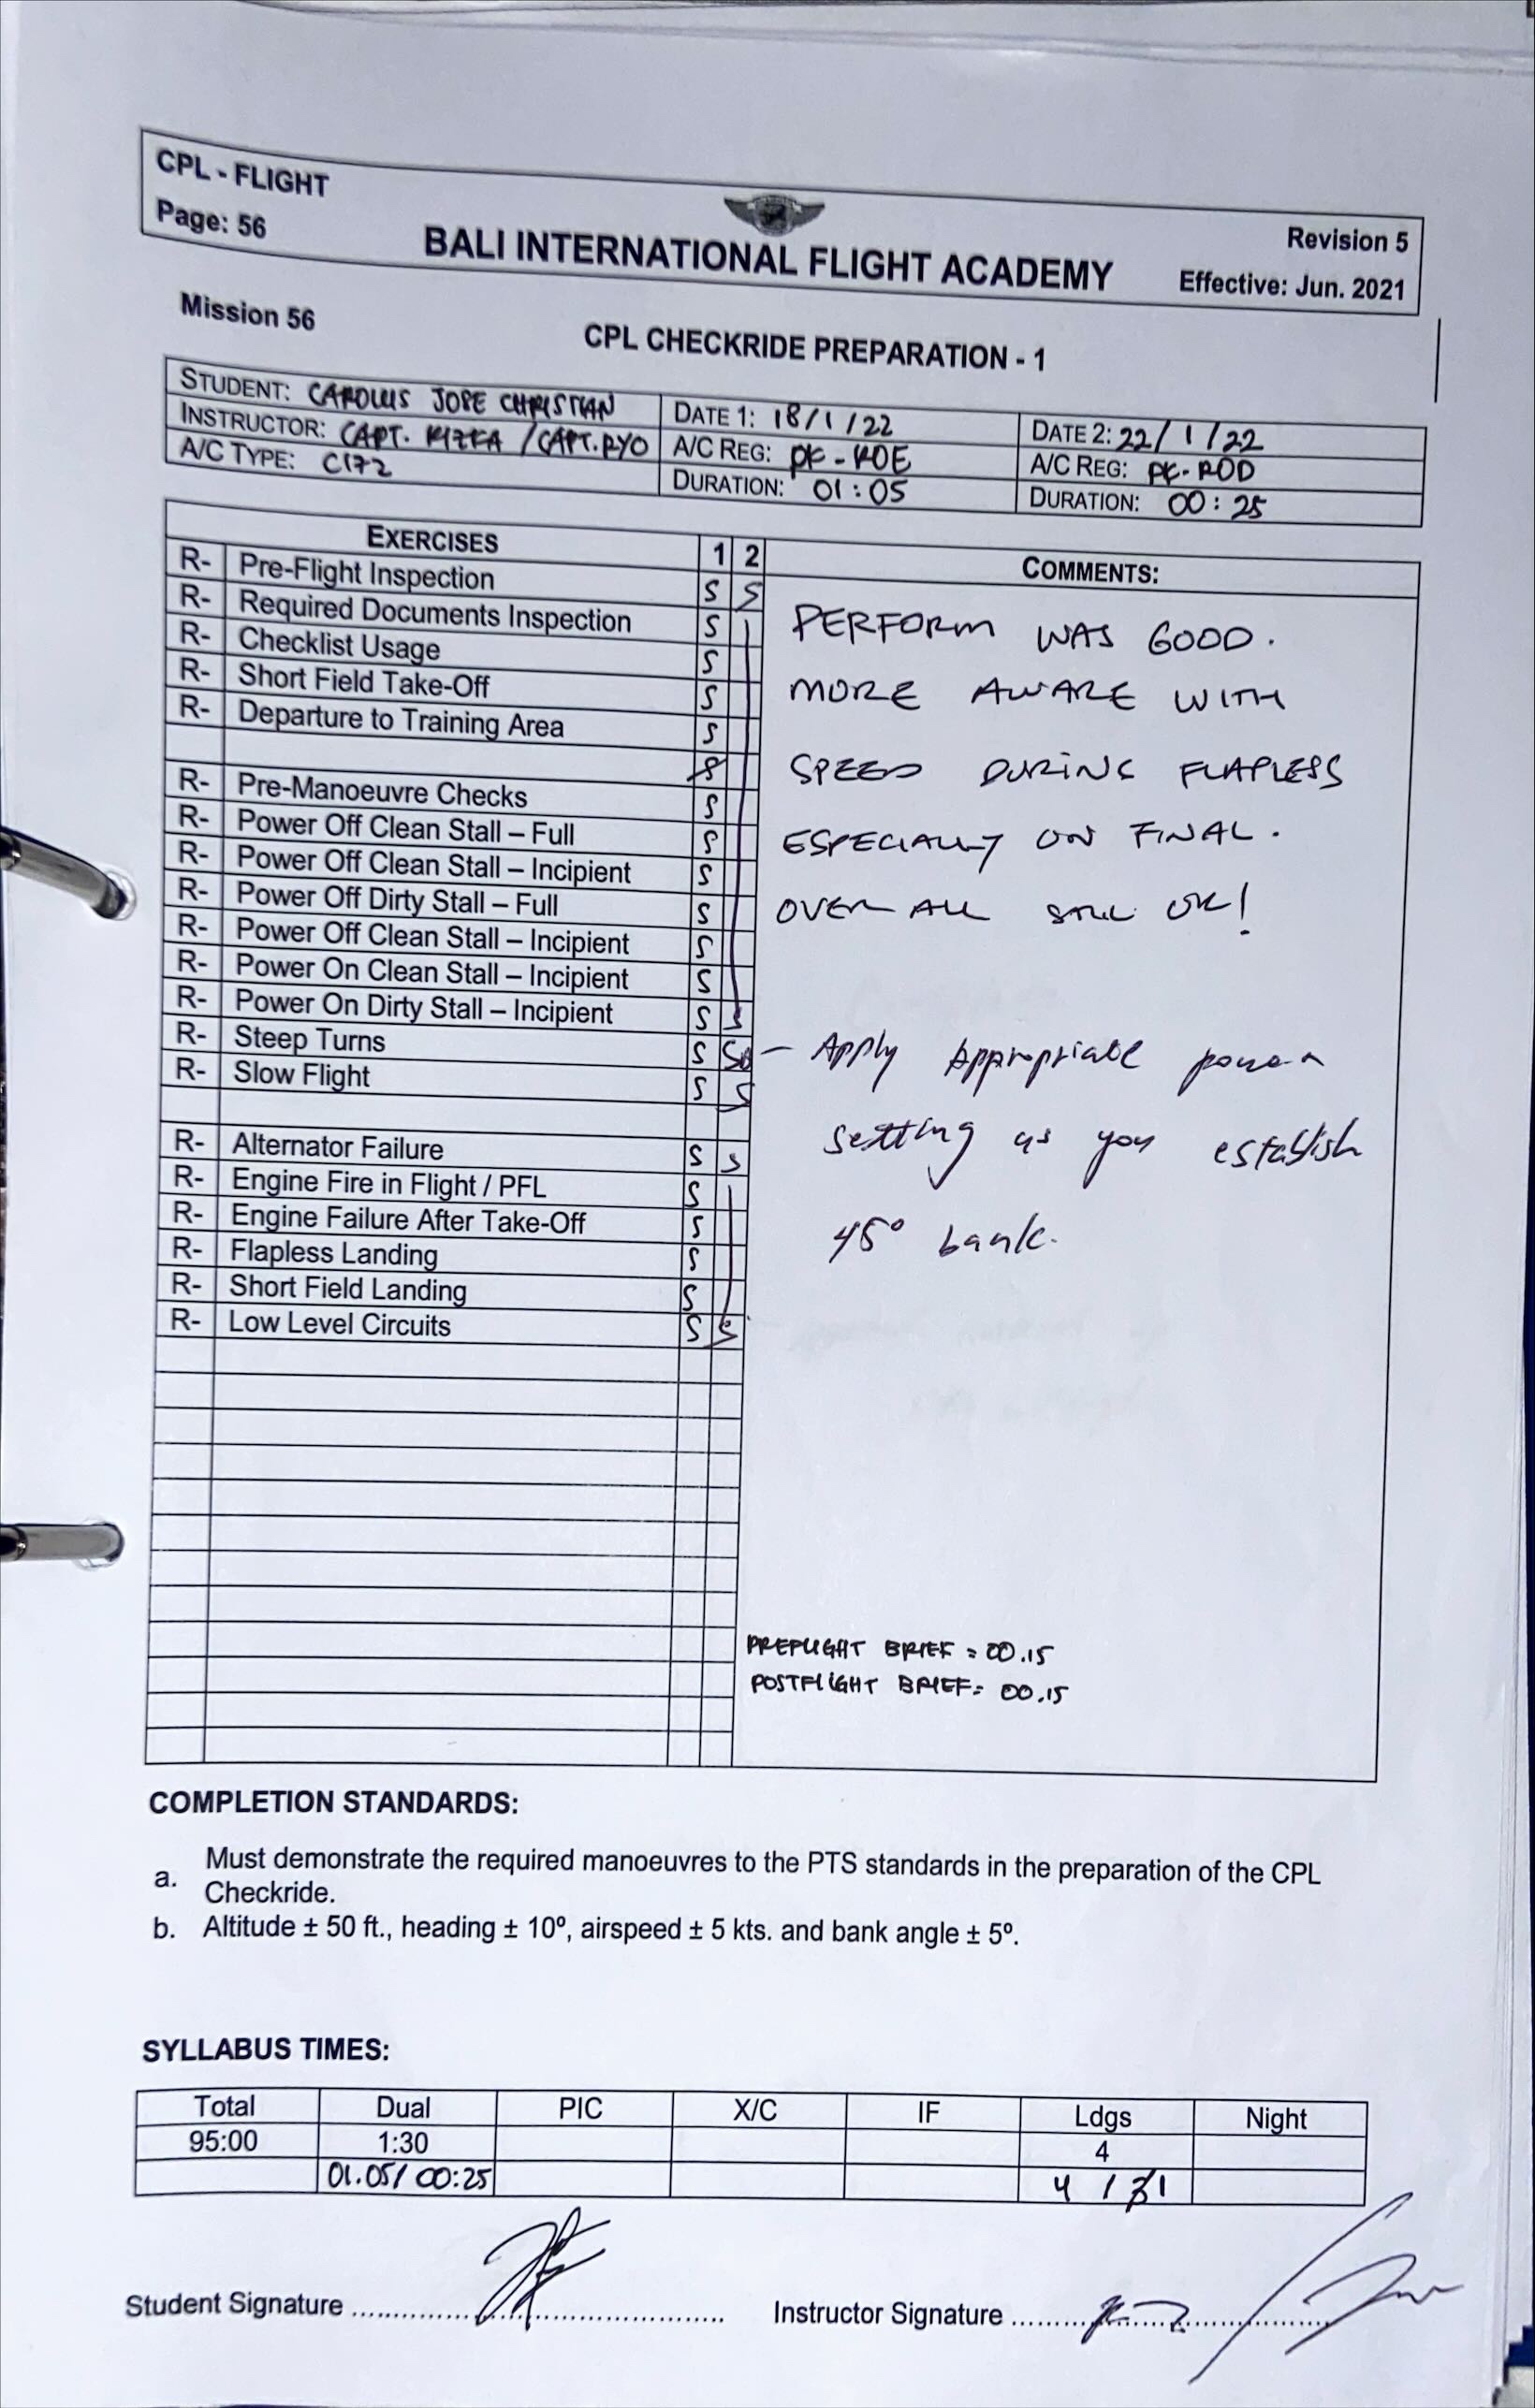 CPL - FLIGHT
Page: 56
BALI INTERNATIONAL FLIGHT ACADEMY
Revision 5
Effective: Jun. 2021
Mission 56
CPL CHECKRIDE PREPARATION - 1
STUDENT: CAROLUS JOSE CHRISTIAN DATE 1: 18/1/22 DATE 2: 22/1/22
INSTRUCTOR: CAPT. RIZKA / CAPT. RYO A/C REG: PK-ROE A/C REG: PK-ROD
A/C TYPE: C172 DURATION: 01:05 DURATION: 00:25
EXERCISES 1 2 COMMENTS:
R- Pre-Flight Inspection S S
R- Required Documents Inspection S
R- Checklist Usage S
R- Short Field Take-Off S
R- Departure to Training Area S
R- Pre-Manoeuvre Checks S
R- Power Off Clean Stall – Full S
R- Power Off Clean Stall – Incipient S
R- Power Off Dirty Stall – Full S
R- Power Off Clean Stall – Incipient S
R- Power On Clean Stall – Incipient S
R- Power On Dirty Stall – Incipient S S
R- Steep Turns S
R- Slow Flight S S
R- Alternator Failure S S
R- Engine Fire in Flight / PFL S
R- Engine Failure After Take-Off S
R- Flapless Landing S
R- Short Field Landing S
R- Low Level Circuits S S
PERFORM WAS GOOD.
MORE AWARE WITH
SPEED DURING FLAPLESS
ESPECIALLY ON FINAL.
OVER ALL STILL OK!
- Apply Appropriate power
setting as you establish
45° bank.
PREFLIGHT BRIEF = 00.15
POSTFLIGHT BRIEF = 00.15
COMPLETION STANDARDS:
a. Must demonstrate the required manoeuvres to the PTS standards in the preparation of the CPL
Checkride.
b. Altitude ± 50 ft., heading ± 10º, airspeed ± 5 kts. and bank angle ± 5º.
SYLLABUS TIMES:
Total Dual PIC X/C IF Ldgs Night
95:00 1:30 4
01.05 / 00:25 4 / 1
Student Signature
Instructor Signature